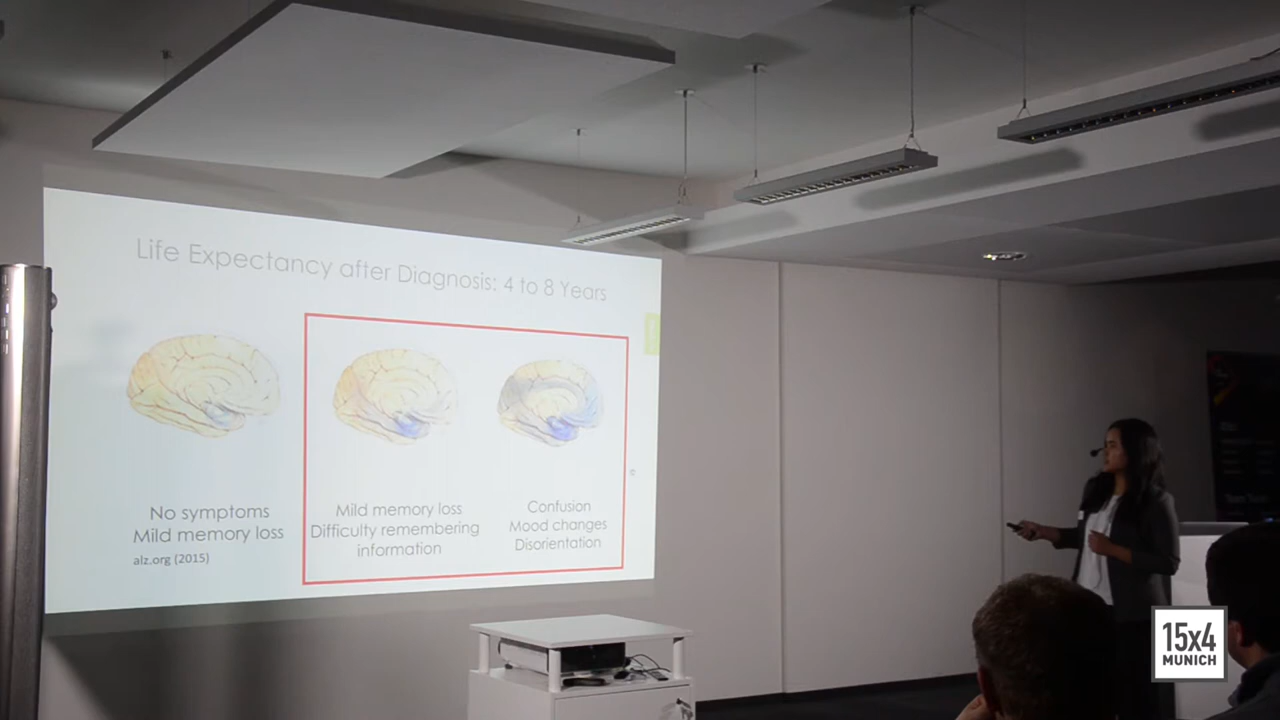 Life Expectancy after Diagnosis: 4 to 8 Years
No symptoms
Mild memory loss
alz.org (2015)
Mild memory loss
Difficulty remembering
information
Confusion
Mood changes
Disorientation
15x4
MUNICH